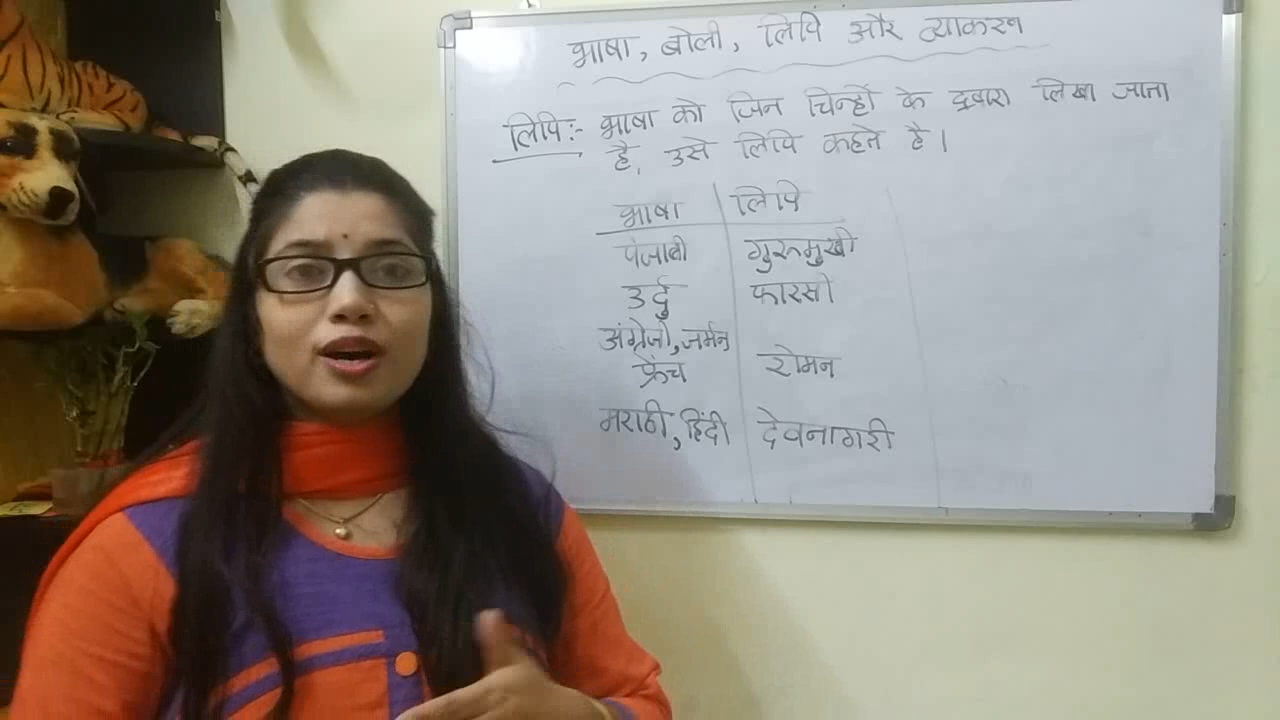 भाषा, बोली, लिपि और व्याकरण
लिपि:- भाषा को जिन चिन्हों के द्वारा लिखा जाता
है, उसे लिपि कहते है।
भाषा लिपि
पंजाबी गुरुमुखी
उर्दु फारसी
अंग्रेजी, जर्मन,
फ्रेंच रोमन
मराठी, हिंदी देवनागरी